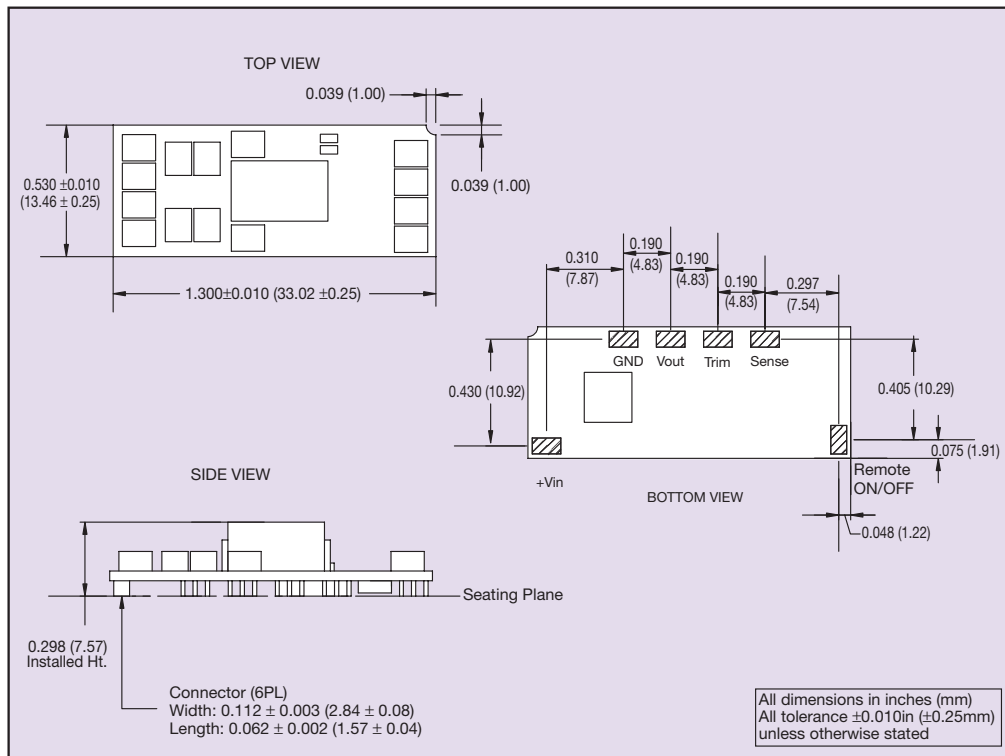 TOP VIEW
0.039 (1.00)
0.039 (1.00)
0.530 ±0.010
(13.46 ± 0.25)
1.300±0.010 (33.02 ±0.25)
0.310
(7.87)
0.190
(4.83)
0.190
(4.83)
0.190
(4.83)
0.297
(7.54)
GND
Vout
Trim
Sense
0.430 (10.92)
0.405 (10.29)
0.075 (1.91)
+Vin
BOTTOM VIEW
Remote
ON/OFF
0.048 (1.22)
SIDE VIEW
Seating Plane
0.298 (7.57)
Installed Ht.
Connector (6PL)
Width: 0.112 ± 0.003 (2.84 ± 0.08)
Length: 0.062 ± 0.002 (1.57 ± 0.04)
All dimensions in inches (mm)
All tolerance ±0.010in (±0.25mm)
unless otherwise stated